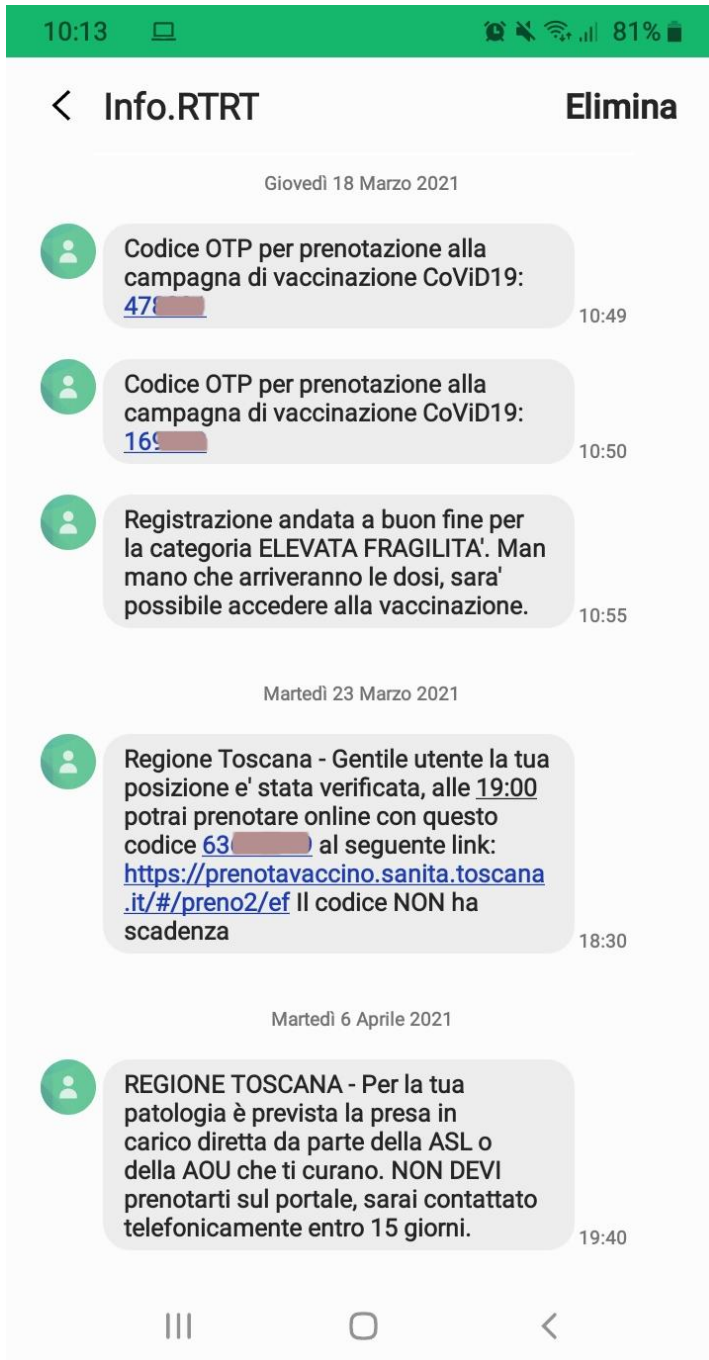 10:13 81%
Info.RTRT Elimina
Giovedì 18 Marzo 2021
Codice OTP per prenotazione alla
campagna di vaccinazione CoViD19:
10:49
Codice OTP per prenotazione alla
campagna di vaccinazione CoViD19:
10:50
Registrazione andata a buon fine per
la categoria ELEVATA FRAGILITA'. Man
mano che arriveranno le dosi, sara'
possibile accedere alla vaccinazione.
10:55
Martedì 23 Marzo 2021
Regione Toscana - Gentile utente la tua
posizione e' stata verificata, alle 19:00
potrai prenotare online con questo
codice al seguente link:
https://prenotavaccino.sanita.toscana
.it/#/preno2/ef Il codice NON ha
scadenza
18:30
Martedì 6 Aprile 2021
REGIONE TOSCANA - Per la tua
patologia è prevista la presa in
carico diretta da parte della ASL o
della AOU che ti curano. NON DEVI
prenotarti sul portale, sarai contattato
telefonicamente entro 15 giorni.
19:40